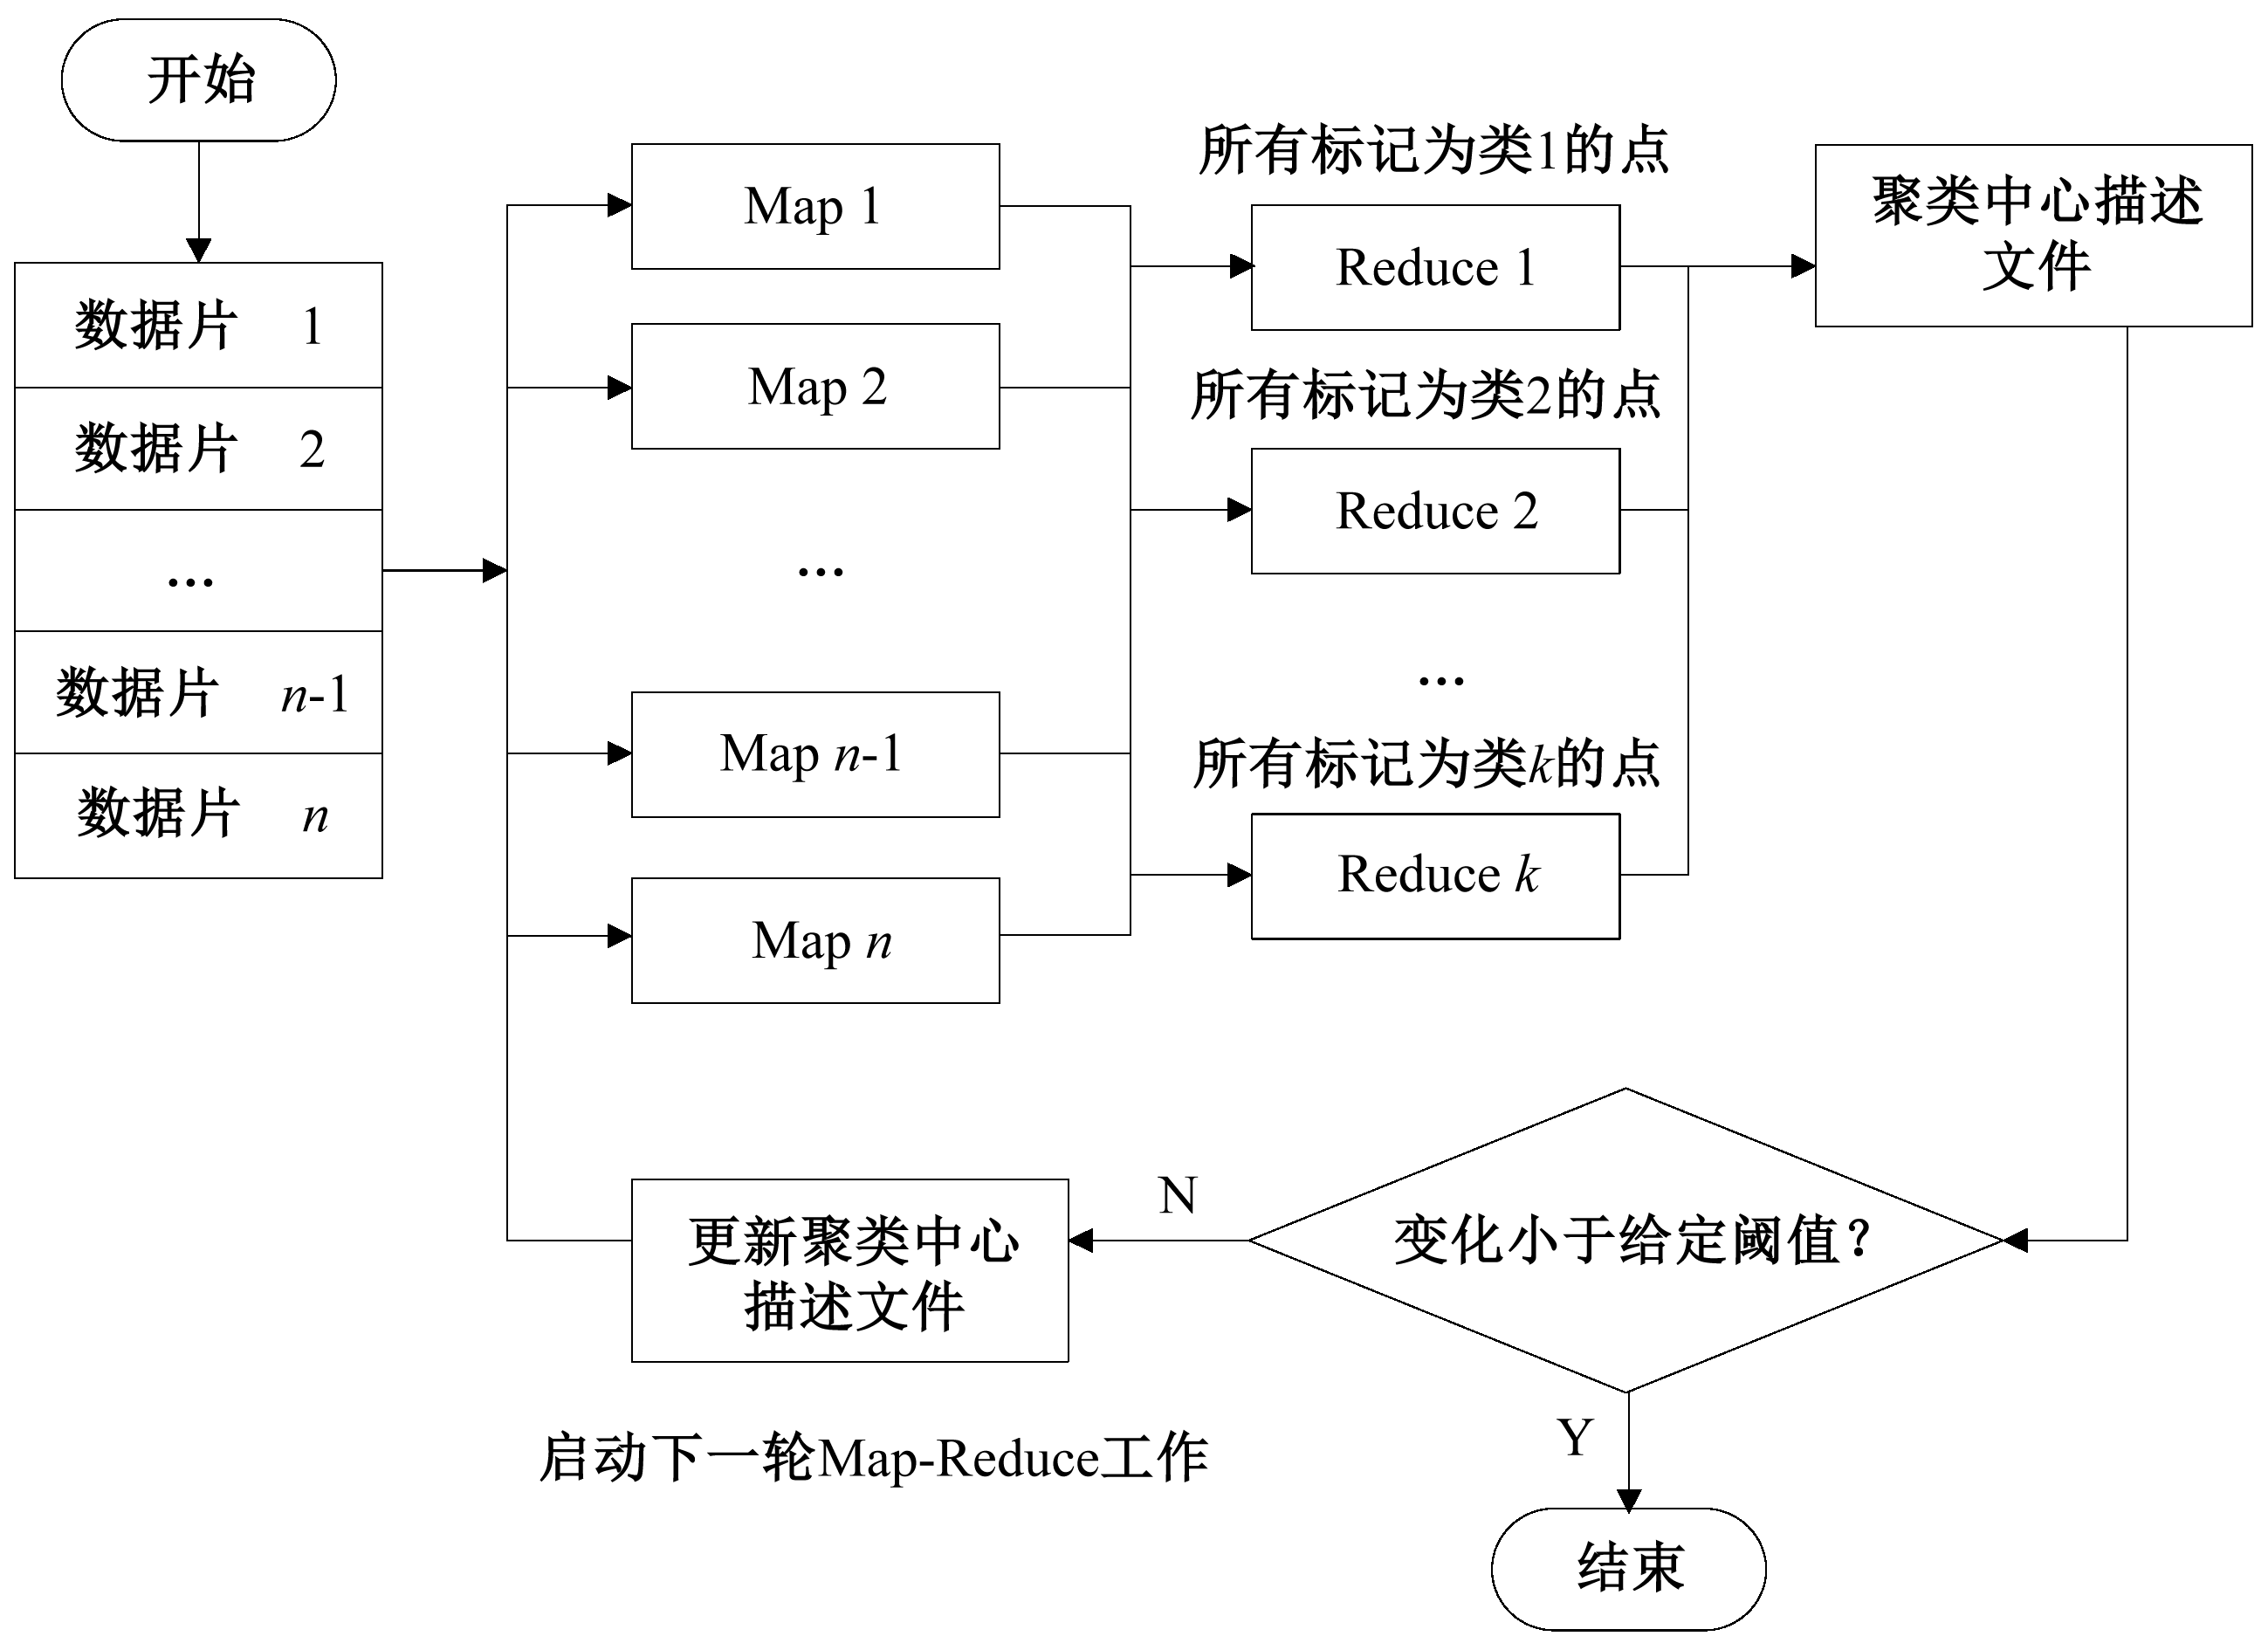 开始
数据片 1
数据片 2
...
数据片 n-1
数据片 n
Map 1
Map 2
...
Map n-1
Map n
所有标记为类1的点
Reduce 1
所有标记为类2的点
Reduce 2
...
所有标记为类k的点
Reduce k
聚类中心描述
文件
变化小于给定阈值？
N
更新聚类中心
描述文件
启动下一轮Map-Reduce工作
Y
结束